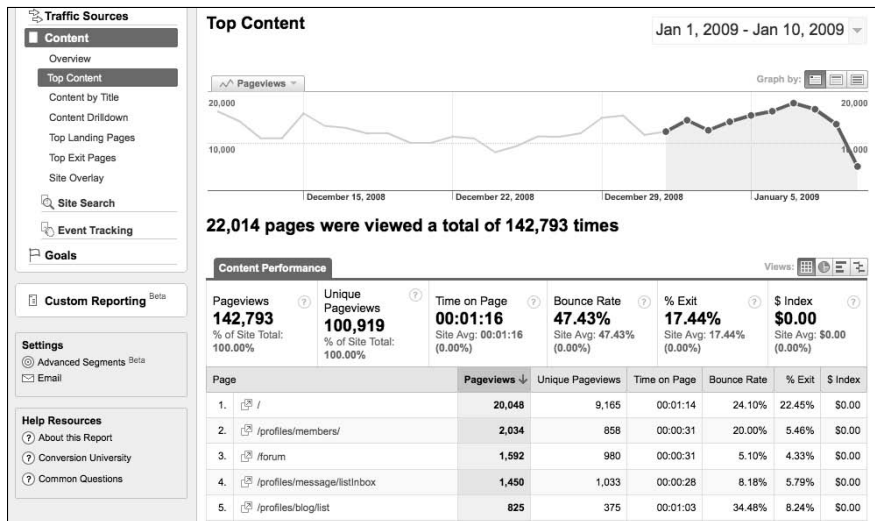 Traffic Sources
Content
Overview
Top Content
Content by Title
Content Drilldown
Top Landing Pages
Top Exit Pages
Site Overlay
Site Search
Event Tracking
Goals
Custom Reporting Beta
Settings
Advanced Segments Beta
Email
Help Resources
? About this Report
? Conversion University
? Common Questions
Top Content
Jan 1, 2009 - Jan 10, 2009
Pageviews
Graph by:
20,000 20,000
10,000 10,000
December 15, 2008 December 22, 2008 December 29, 2008 January 5, 2009
22,014 pages were viewed a total of 142,793 times
Content Performance
Views:
Pageviews ?
142,793
% of Site Total:
100.00%
Unique
Pageviews ?
100,919
% of Site Total:
100.00%
Time on Page ?
00:01:16
Site Avg: 00:01:16
(0.00%)
Bounce Rate ?
47.43%
Site Avg: 47.43%
(0.00%)
% Exit ?
17.44%
Site Avg: 17.44%
(0.00%)
$ Index ?
$0.00
Site Avg: $0.00
(0.00%)
Page Pageviews ↓ Unique Pageviews Time on Page Bounce Rate % Exit $ Index
1. / 20,048 9,165 00:01:14 24.10% 22.45% $0.00
2. /profiles/members/ 2,034 858 00:00:31 20.00% 5.46% $0.00
3. /forum 1,592 980 00:00:31 5.10% 4.33% $0.00
4. /profiles/message/listInbox 1,450 1,033 00:00:28 8.18% 5.79% $0.00
5. /profiles/blog/list 825 375 00:01:03 34.48% 8.24% $0.00